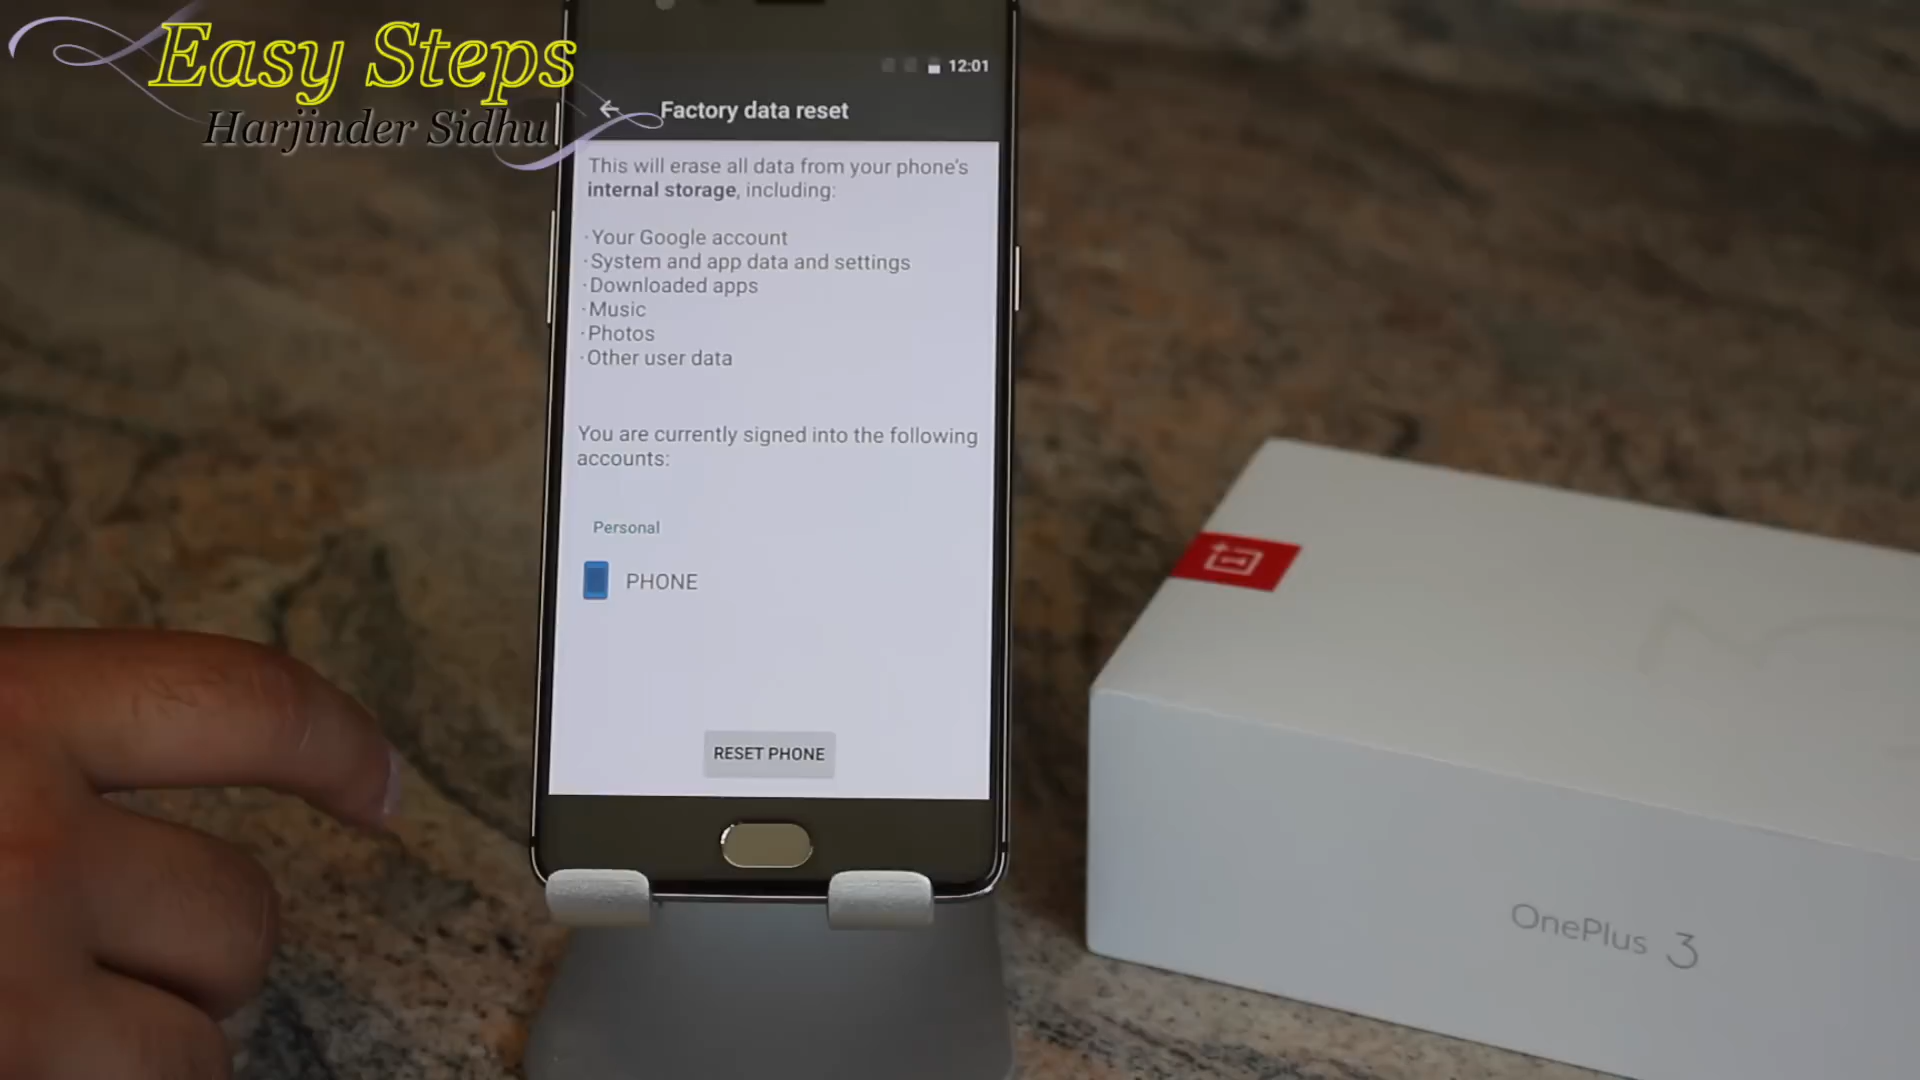 Easy Steps
Harjinder Sidhu
12:01
Factory data reset
This will erase all data from your phone's
internal storage, including:
·Your Google account
·System and app data and settings
·Downloaded apps
·Music
·Photos
·Other user data
You are currently signed into the following
accounts:
Personal
PHONE
RESET PHONE
OnePlus 3